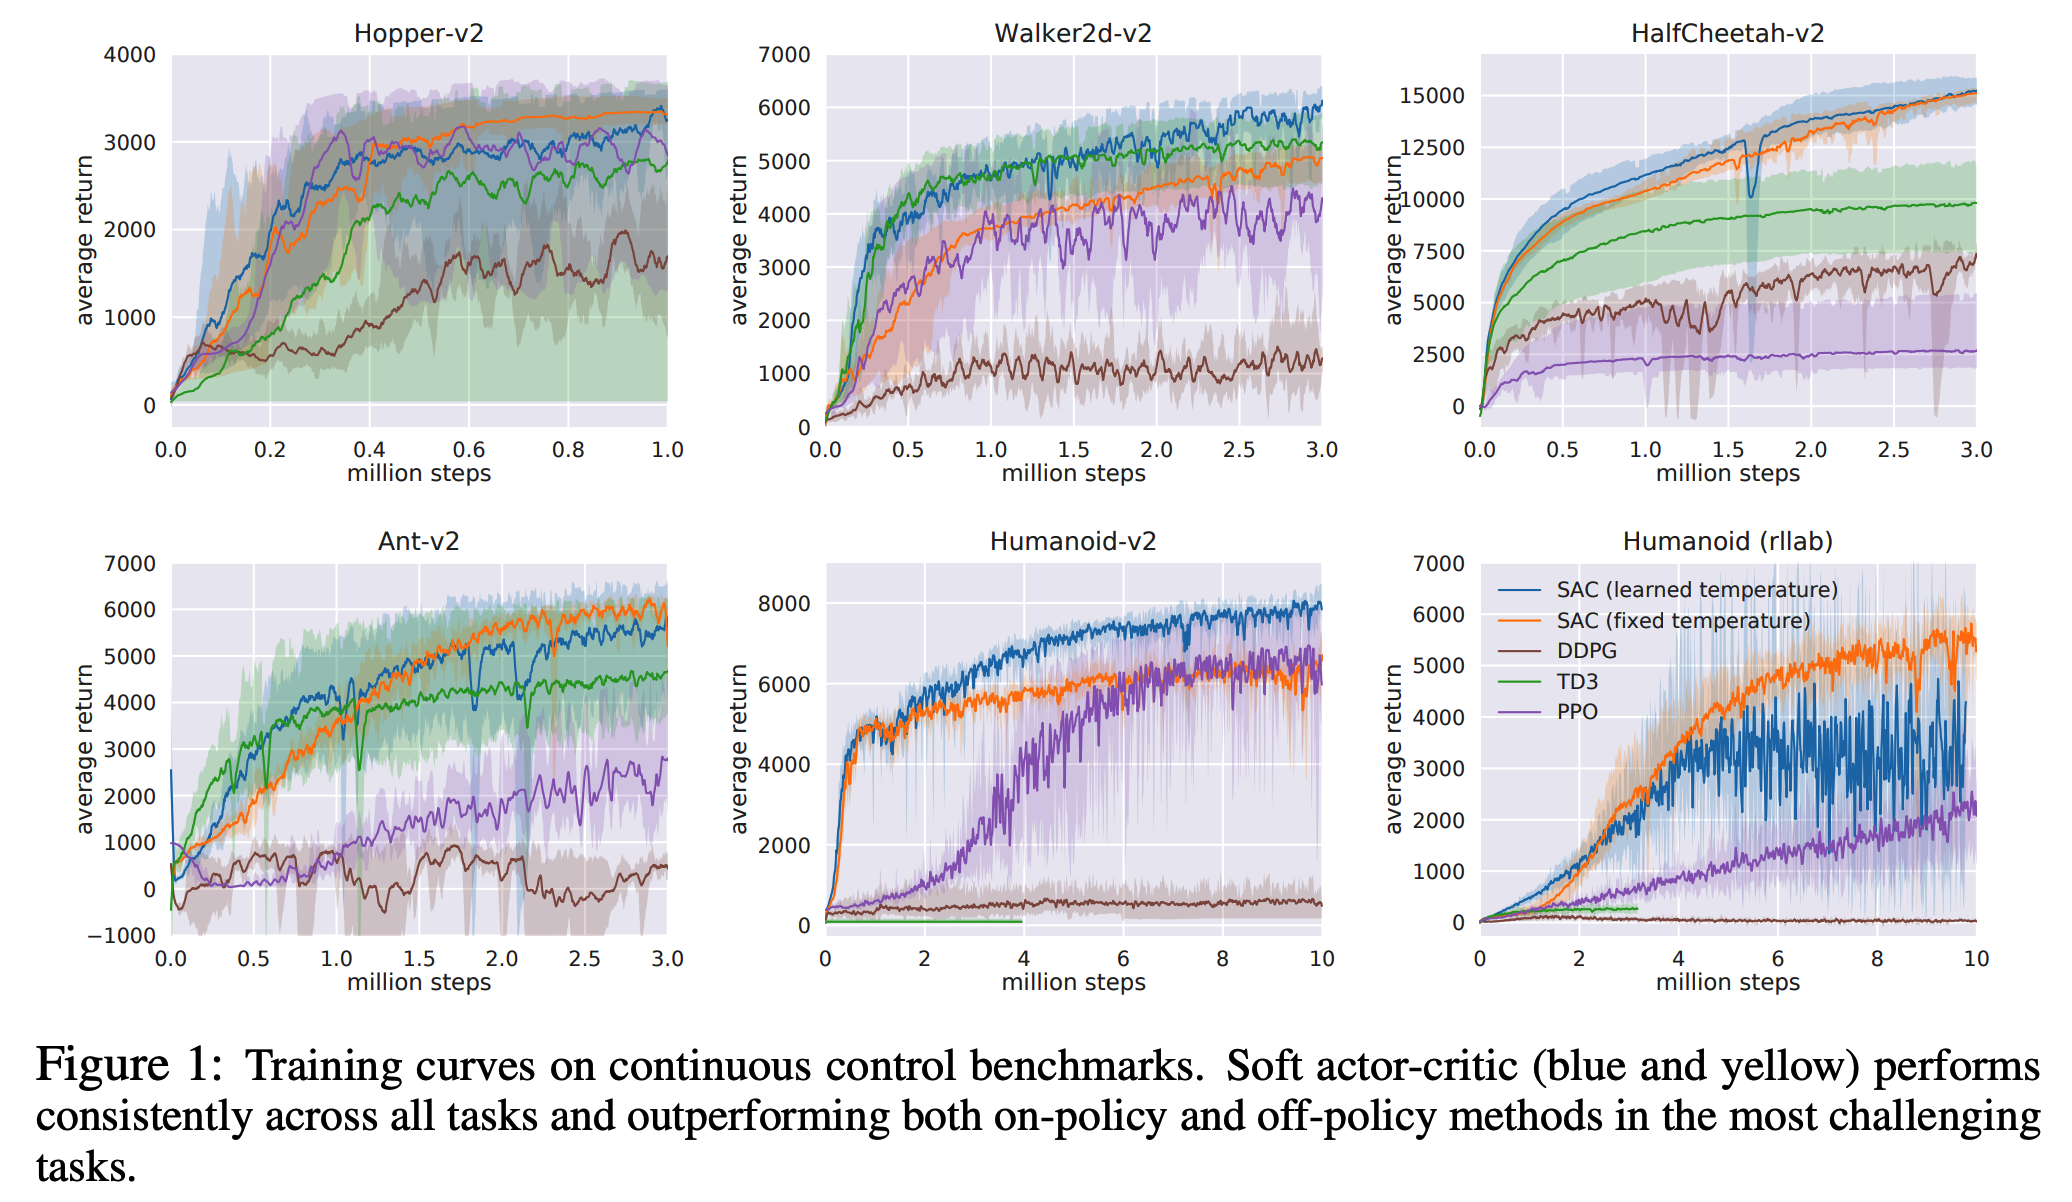 Hopper-v2
4000
3000
2000
1000
0
average return
0.0 0.2 0.4 0.6 0.8 1.0
million steps
Walker2d-v2
7000
6000
5000
4000
3000
2000
1000
0
average return
0.0 0.5 1.0 1.5 2.0 2.5 3.0
million steps
HalfCheetah-v2
15000
12500
10000
7500
5000
2500
0
average return
0.0 0.5 1.0 1.5 2.0 2.5 3.0
million steps
Ant-v2
7000
6000
5000
4000
3000
2000
1000
0
−1000
average return
0.0 0.5 1.0 1.5 2.0 2.5 3.0
million steps
Humanoid-v2
8000
6000
4000
2000
0
average return
0 2 4 6 8 10
million steps
Humanoid (rllab)
7000
6000
5000
4000
3000
2000
1000
0
average return
SAC (learned temperature)
SAC (fixed temperature)
DDPG
TD3
PPO
0 2 4 6 8 10
million steps
Figure 1: Training curves on continuous control benchmarks. Soft actor-critic (blue and yellow) performs
consistently across all tasks and outperforming both on-policy and off-policy methods in the most challenging
tasks.